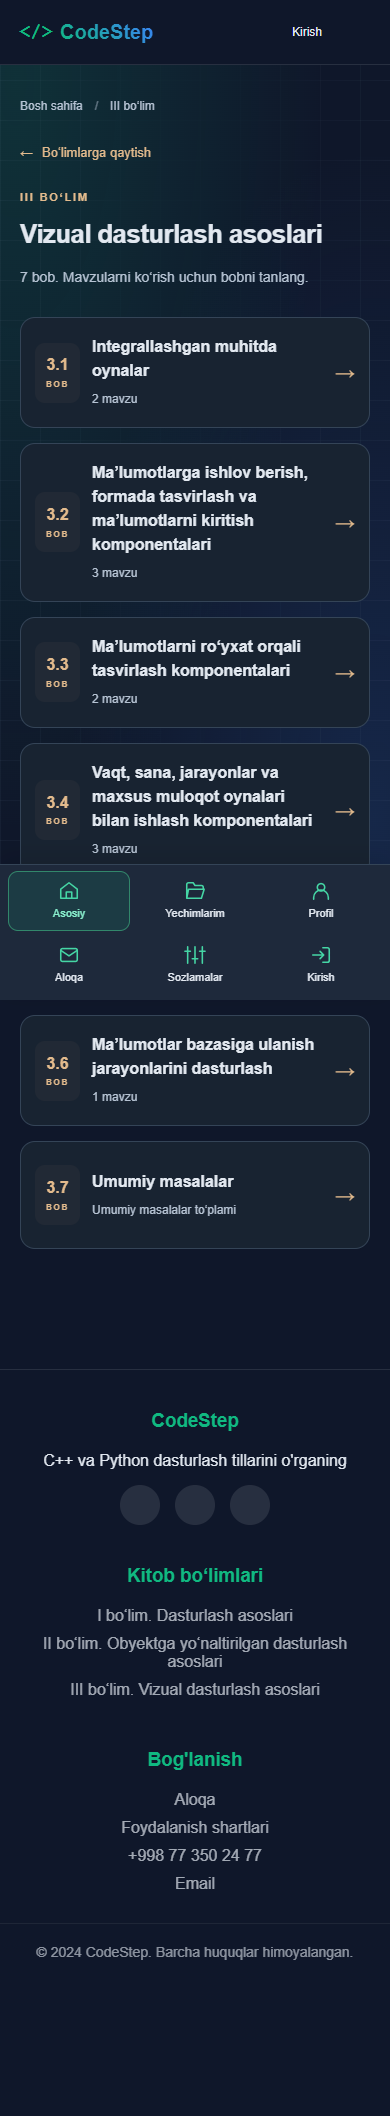 </> CodeStep
Kirish
Bosh sahifa / III bo‘lim
← Bo‘limlarga qaytish
III BO‘LIM
Vizual dasturlash asoslari
7 bob. Mavzularni ko‘rish uchun bobni tanlang.
3.1
BOB
Integrallashgan muhitda
oynalar
2 mavzu
→
3.2
BOB
Ma’lumotlarga ishlov berish,
formada tasvirlash va
ma’lumotlarni kiritish
komponentalari
3 mavzu
→
3.3
BOB
Ma’lumotlarni ro‘yxat orqali
tasvirlash komponentalari
2 mavzu
→
3.4
BOB
Vaqt, sana, jarayonlar va
maxsus muloqot oynalari
bilan ishlash komponentalari
3 mavzu
→
Asosiy
Yechimlarim
Profil
Aloqa
Sozlamalar
Kirish
3.6
BOB
Ma’lumotlar bazasiga ulanish
jarayonlarini dasturlash
1 mavzu
→
3.7
BOB
Umumiy masalalar
Umumiy masalalar to‘plami
→
CodeStep
C++ va Python dasturlash tillarini o'rganing
Kitob bo‘limlari
I bo‘lim. Dasturlash asoslari
II bo‘lim. Obyektga yo‘naltirilgan dasturlash
asoslari
III bo‘lim. Vizual dasturlash asoslari
Bog'lanish
Aloqa
Foydalanish shartlari
+998 77 350 24 77
Email
© 2024 CodeStep. Barcha huquqlar himoyalangan.